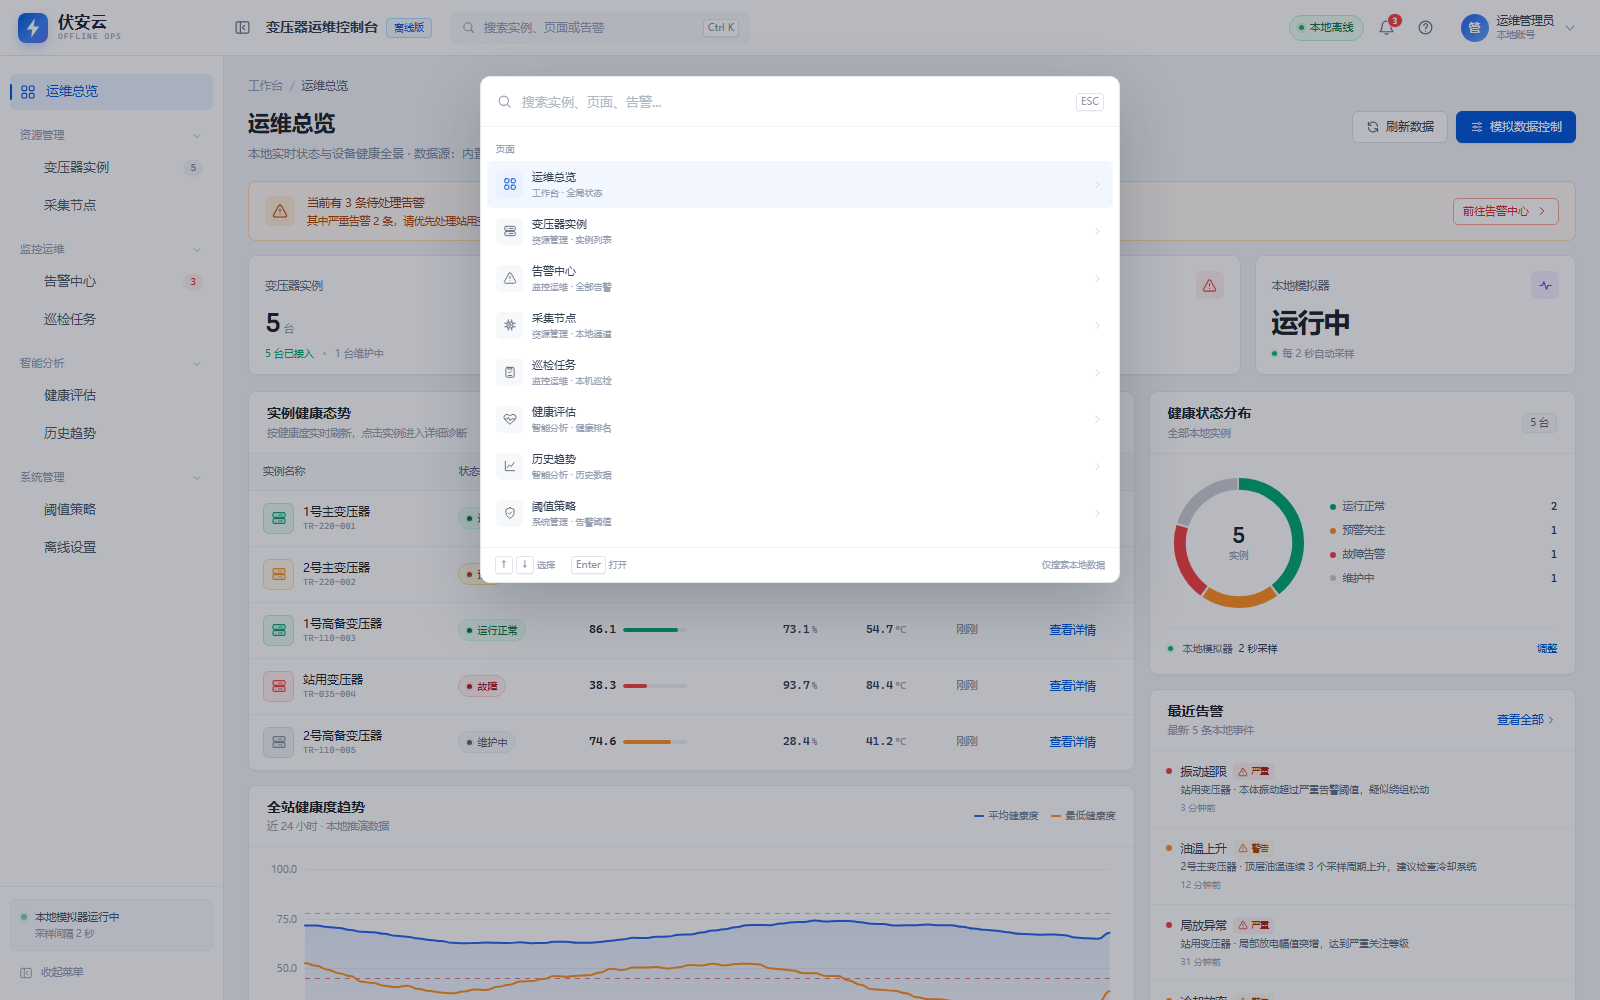 伏安云
OFFLINE OPS
变压器运维控制台 离线版
搜索实例、页面或告警 Ctrl K
本地离线
3
管
运维管理员
本地账号
运维总览
资源管理
变压器实例 5
采集节点
监控运维
告警中心 3
巡检任务
智能分析
健康评估
历史趋势
系统管理
阈值策略
离线设置
本地模拟器运行中
采样间隔 2 秒
收起菜单
工作台 / 运维总览
运维总览
本地实时状态与设备健康全景 · 数据源：内置
刷新数据
模拟数据控制
当前有 3 条待处理告警
其中严重告警 2 条，请优先处理站用
前往告警中心
变压器实例
5 台
5 台已接入 • 1 台维护中
本地模拟器
运行中
每 2 秒自动采样
搜索实例、页面、告警... ESC
页面
运维总览
工作台 · 全局状态
变压器实例
资源管理 · 实例列表
告警中心
监控运维 · 全部告警
采集节点
资源管理 · 本地通道
巡检任务
监控运维 · 本机巡检
健康评估
智能分析 · 健康排名
历史趋势
智能分析 · 历史数据
阈值策略
系统管理 · 告警阈值
↑ ↓ 选择 Enter 打开 仅搜索本地数据
实例健康态势
按健康度实时刷新，点击实例进入详细诊断
实例名称 状态
1号主变压器
TR-220-001
2号主变压器
TR-220-002
1号高备变压器
TR-110-003
运行正常 86.1 73.1% 54.7°C 刚刚 查看详情
站用变压器
TR-035-004
故障 38.3 93.7% 84.4°C 刚刚 查看详情
2号高备变压器
TR-110-005
维护中 74.6 28.4% 41.2°C 刚刚 查看详情
健康状态分布
全部本地实例
5 台
5
实例
运行正常 2
预警关注 1
故障告警 1
维护中 1
本地模拟器 2 秒采样 调整
全站健康度趋势
近 24 小时 · 本地推演数据
平均健康度 最低健康度
100.0
75.0
50.0
最近告警
最新 5 条本地事件
查看全部
振动超限 严重
站用变压器 · 本体振动超过严重告警阈值，疑似绕组松动
3 分钟前
油温上升 警告
2号主变压器 · 顶层油温连续 3 个采样周期上升，建议检查冷却系统
12 分钟前
局放异常 严重
站用变压器 · 局部放电幅值突增，达到严重关注等级
31 分钟前